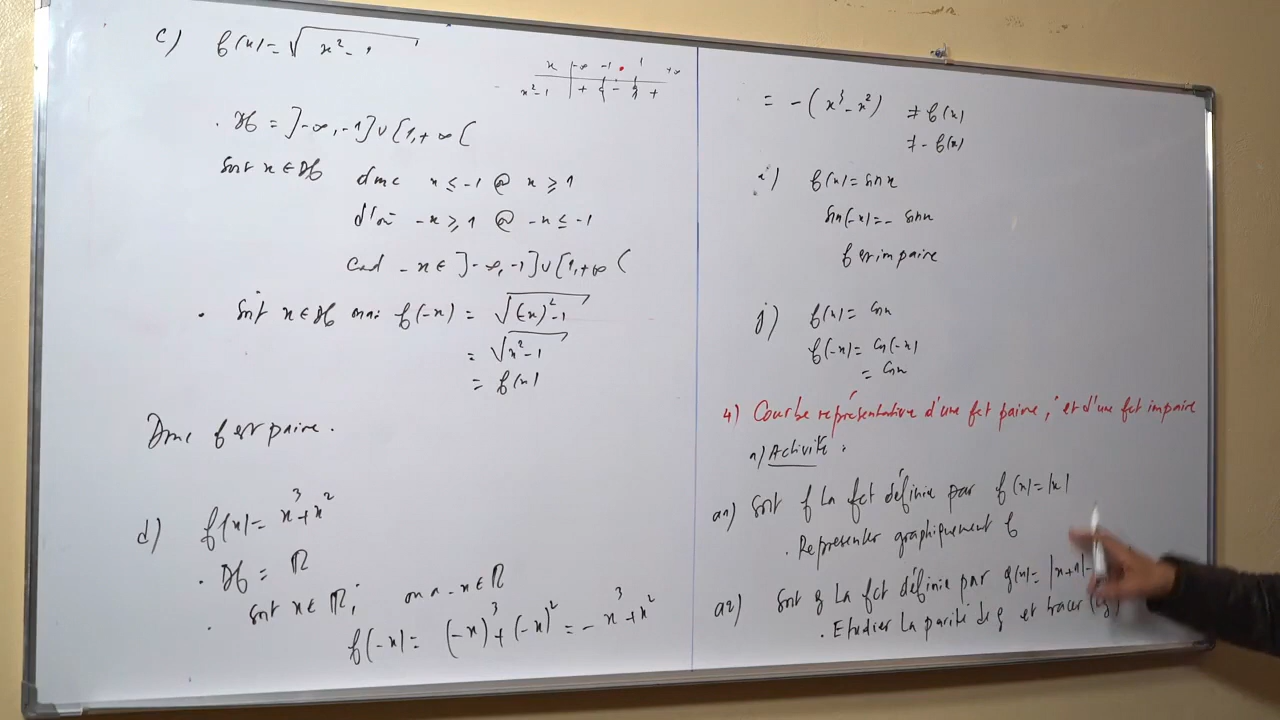 c) f(x) = √x² -
x | -∞ -1 1 +∞
x²-1 | + - +
. Df = ]-∞, -1] ∪ [1, +∞ [
Soit x ∈ Df donc x ≤ -1 ou x ≥ 1
d'où -x ≥ 1 ou -x ≤ -1
Cad -x ∈ ]-∞, -1] ∪ [1, +∞ [
. Soit x ∈ Df on a: f(-x) = √(-x)²-1
= √x²-1
= f(x)
Donc f est paire.
d) f(x) = x³ + x²
. Df = ℝ
. Soit x ∈ ℝ; on a -x ∈ ℝ
f(-x) = (-x)³ + (-x)² = -x³ + x²
= -(x³ - x²) ≠ f(x)
≠ - f(x)
i) f(x) = sin x
sin(-x) = - sin x
f est impaire
j) f(x) = cos x
f(-x) = cos(-x)
= cos x
4) Courbe représentative d'une fct paire, et d'une fct impaire
a) Activité :
a1) Soit f la fct définie par f(x) = |x|
. Representer graphiquement f
a2) Soit g la fct définie par g(x) = |x+1| -
. Etudier la parité de g et tracer (Cg)